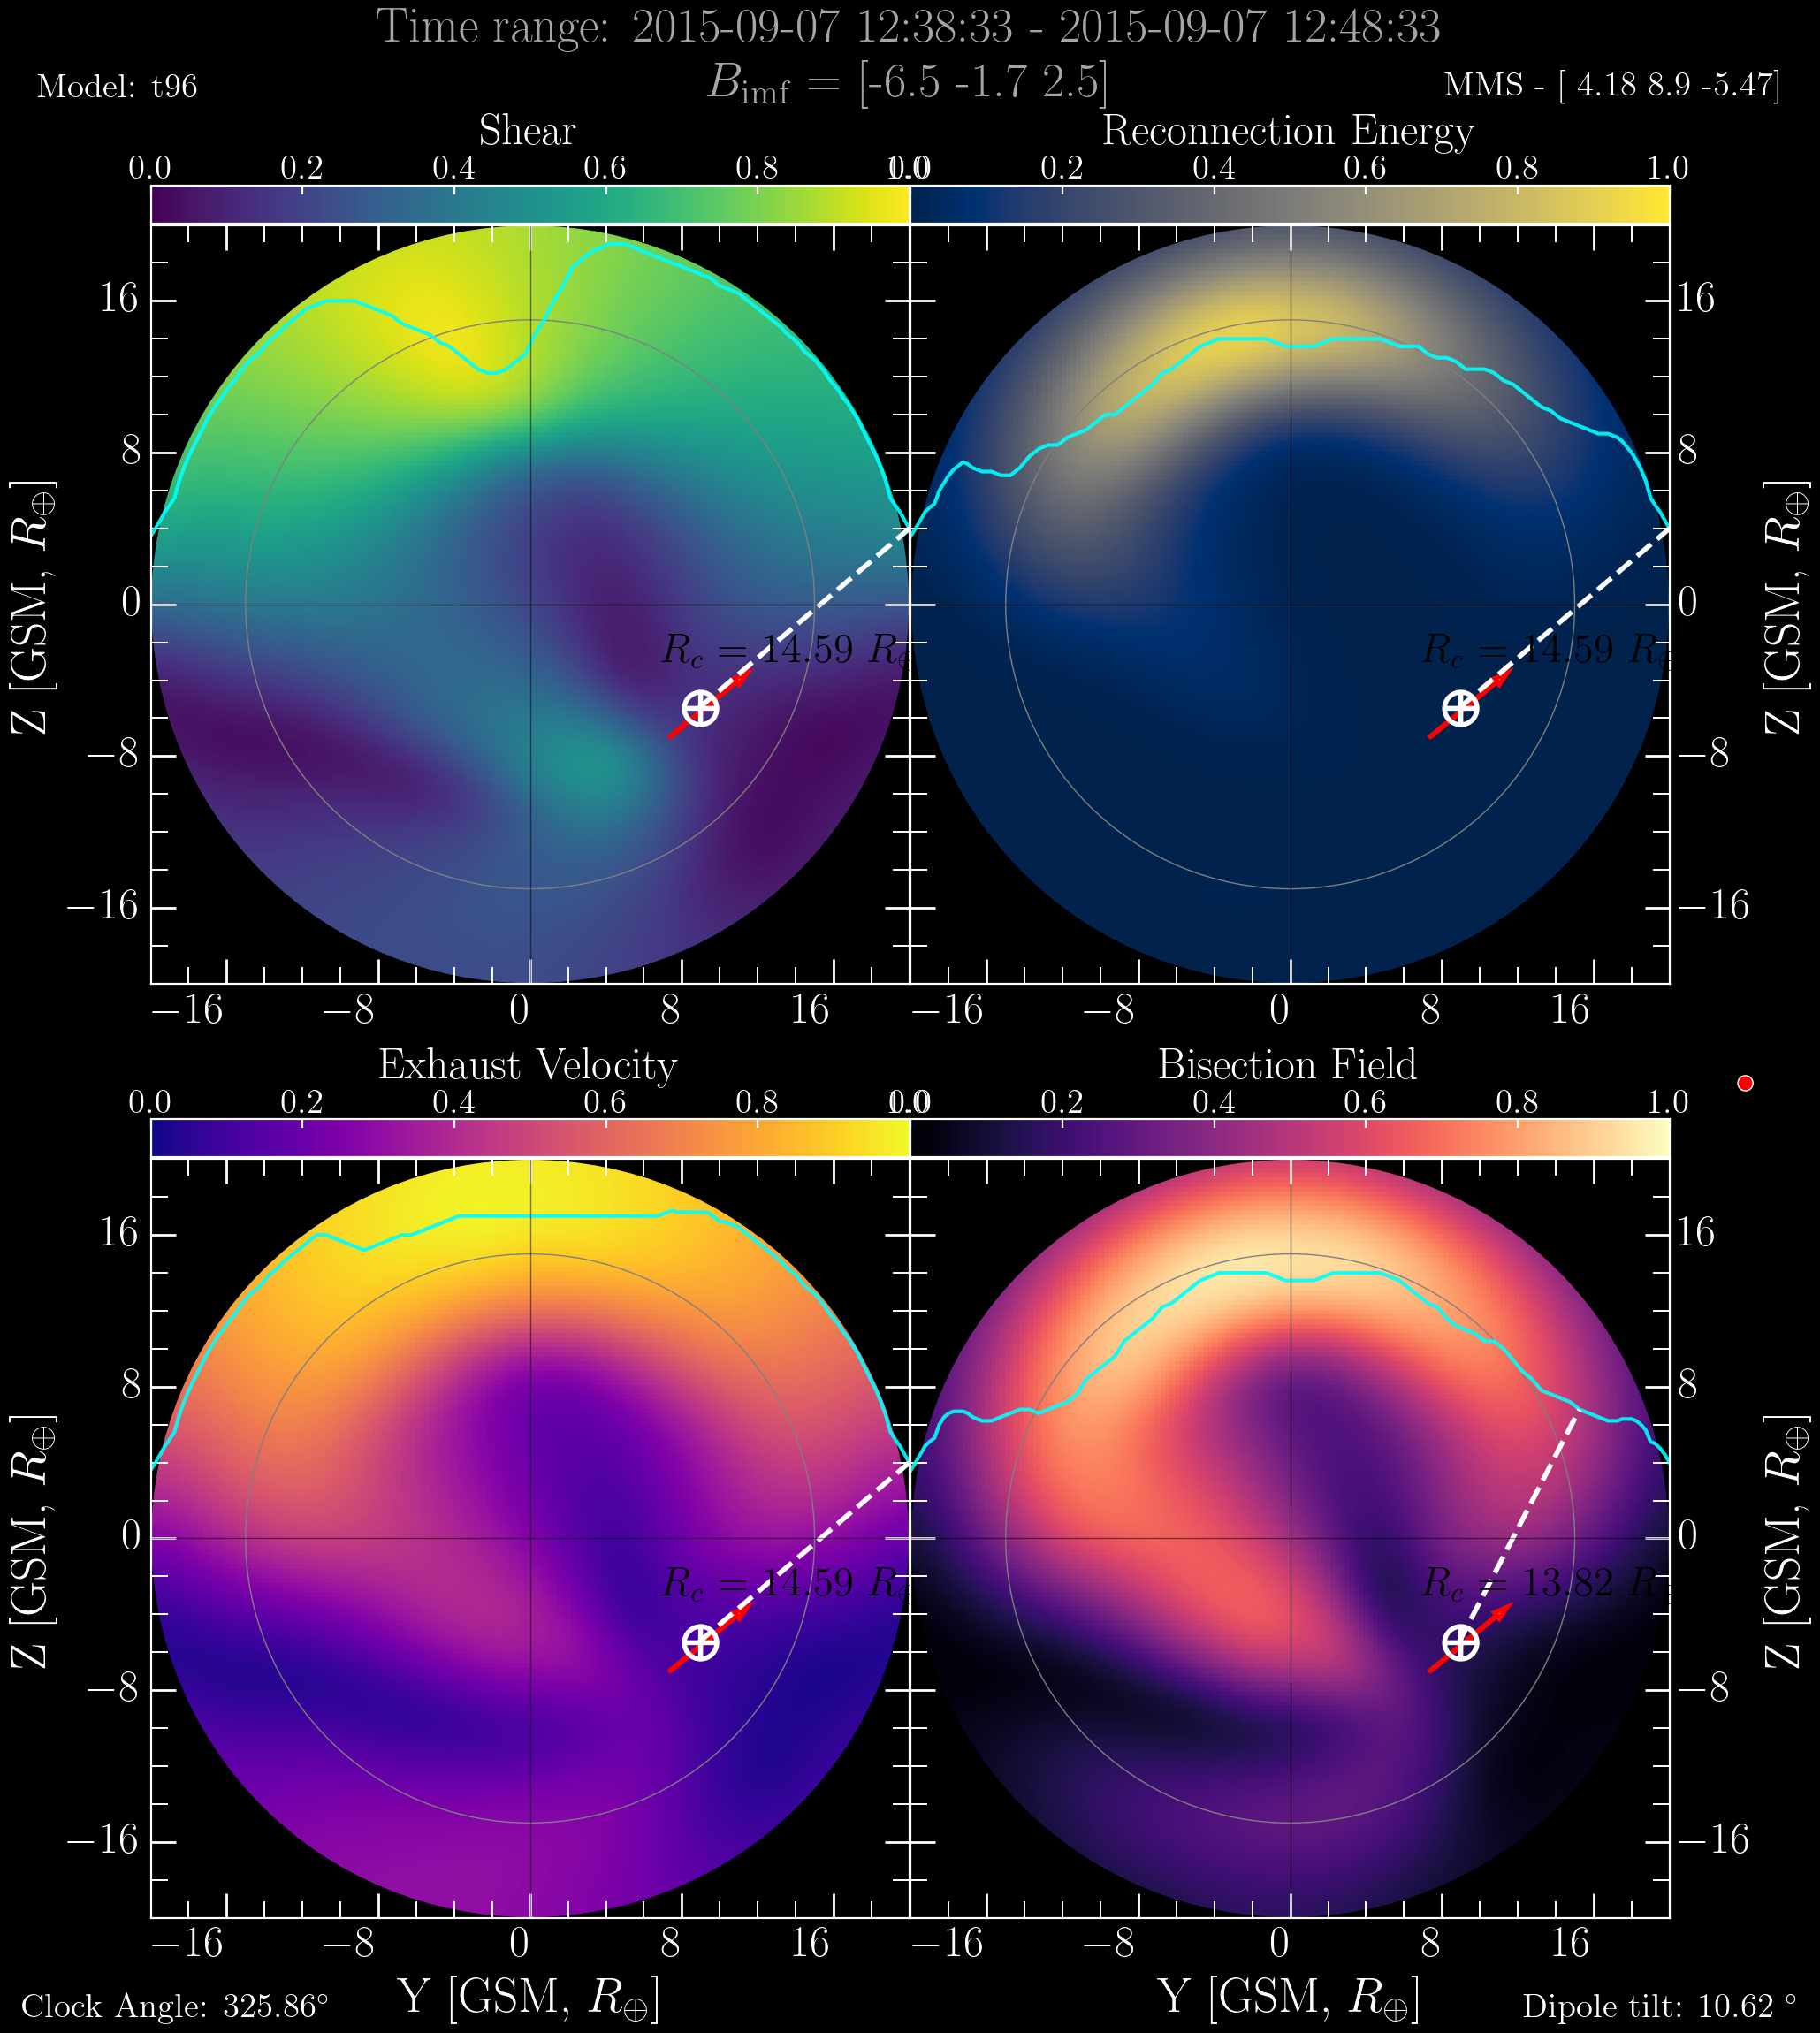 Time range: 2015-09-07 12:38:33 - 2015-09-07 12:48:33
Model: t96
B_imf = [-6.5 -1.7 2.5]
MMS - [ 4.18 8.9 -5.47]
Shear
Reconnection Energy
0.0 0.2 0.4 0.6 0.8 1.0
0.0 0.2 0.4 0.6 0.8 1.0
16
8
0
−8
−16
Z [GSM, R⊕]
R_c = 14.59 R⊕
R_c = 14.59 R⊕
16
8
0
−8
−16
Z [GSM, R⊕]
−16 −8 0 8 16
−16 −8 0 8 16
Exhaust Velocity
Bisection Field
0.0 0.2 0.4 0.6 0.8 1.0
0.0 0.2 0.4 0.6 0.8 1.0
16
8
0
−8
−16
Z [GSM, R⊕]
R_c = 14.59 R⊕
R_c = 13.82 R⊕
16
8
0
−8
−16
Z [GSM, R⊕]
−16 −8 0 8 16
−16 −8 0 8 16
Y [GSM, R⊕]
Y [GSM, R⊕]
Clock Angle: 325.86°
Dipole tilt: 10.62 °